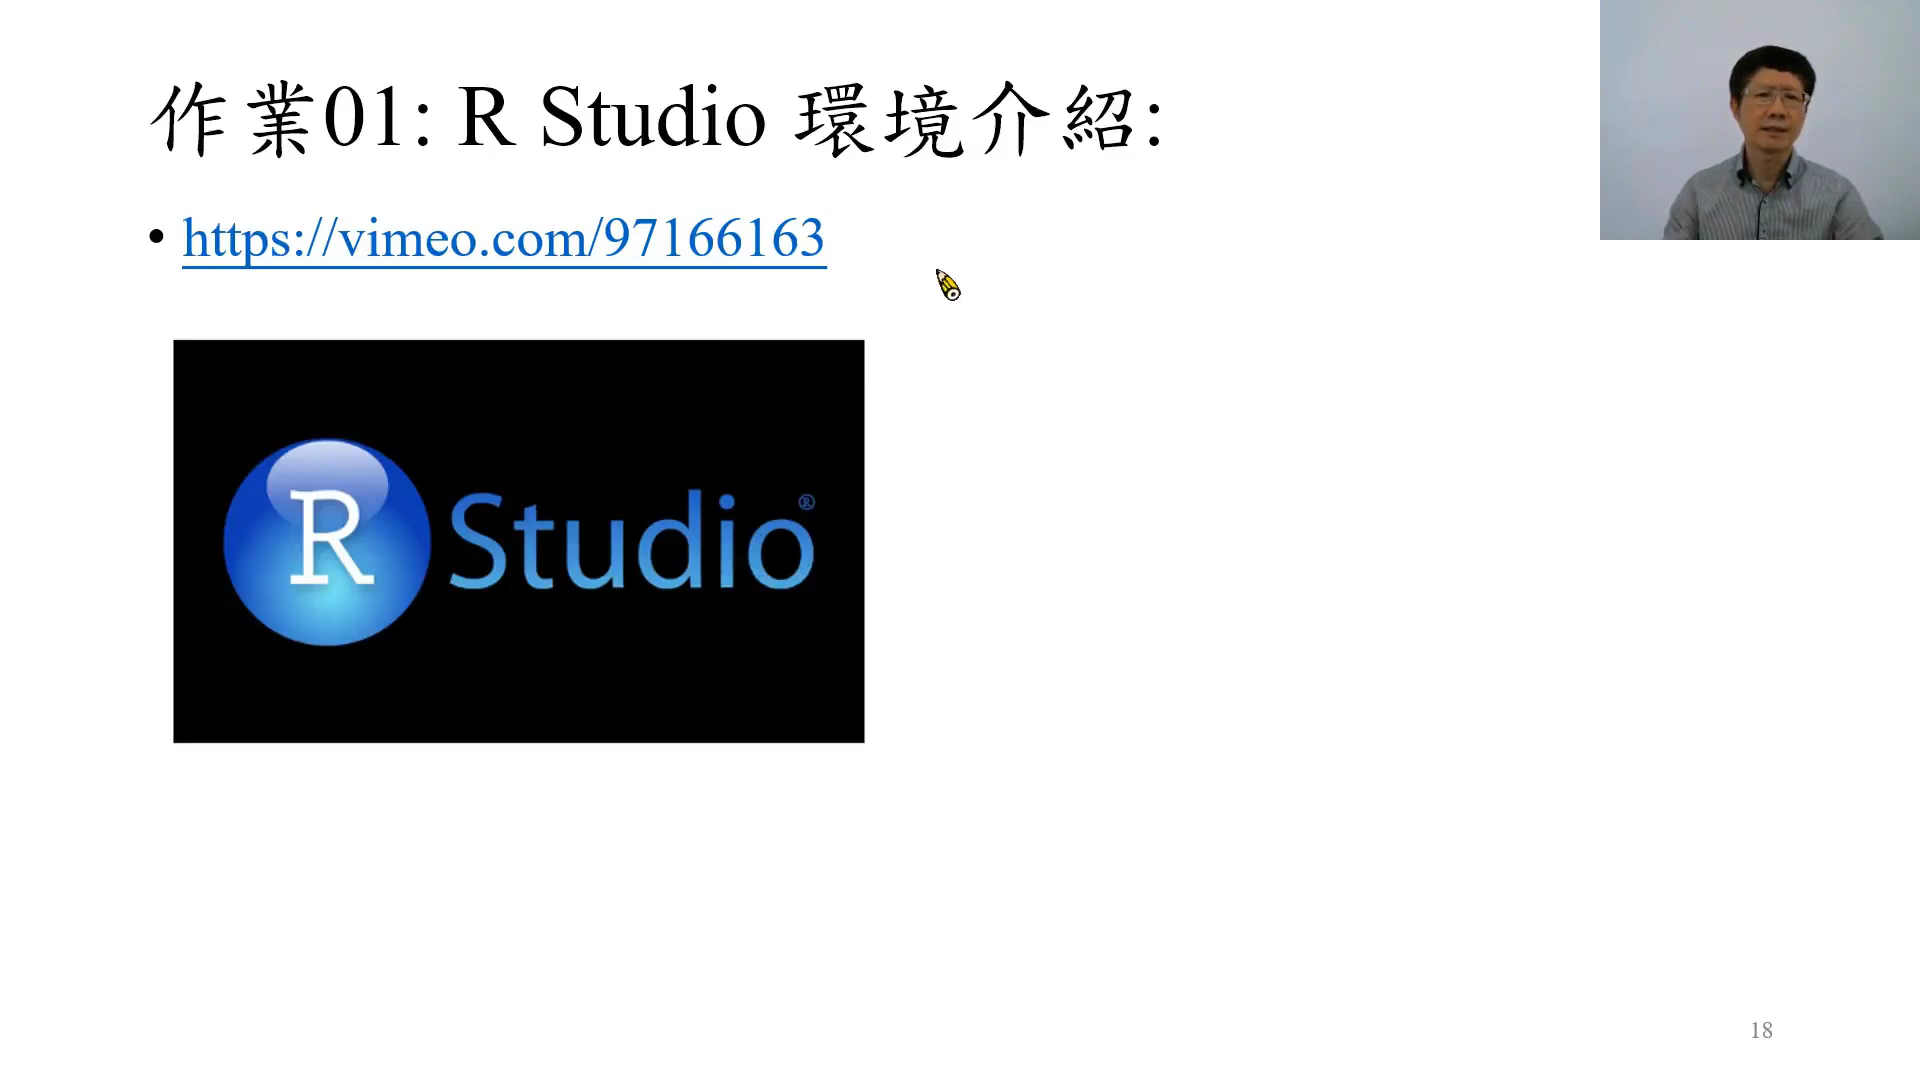 作業01: R Studio 環境介紹:
• https://vimeo.com/97166163
R Studio®
18